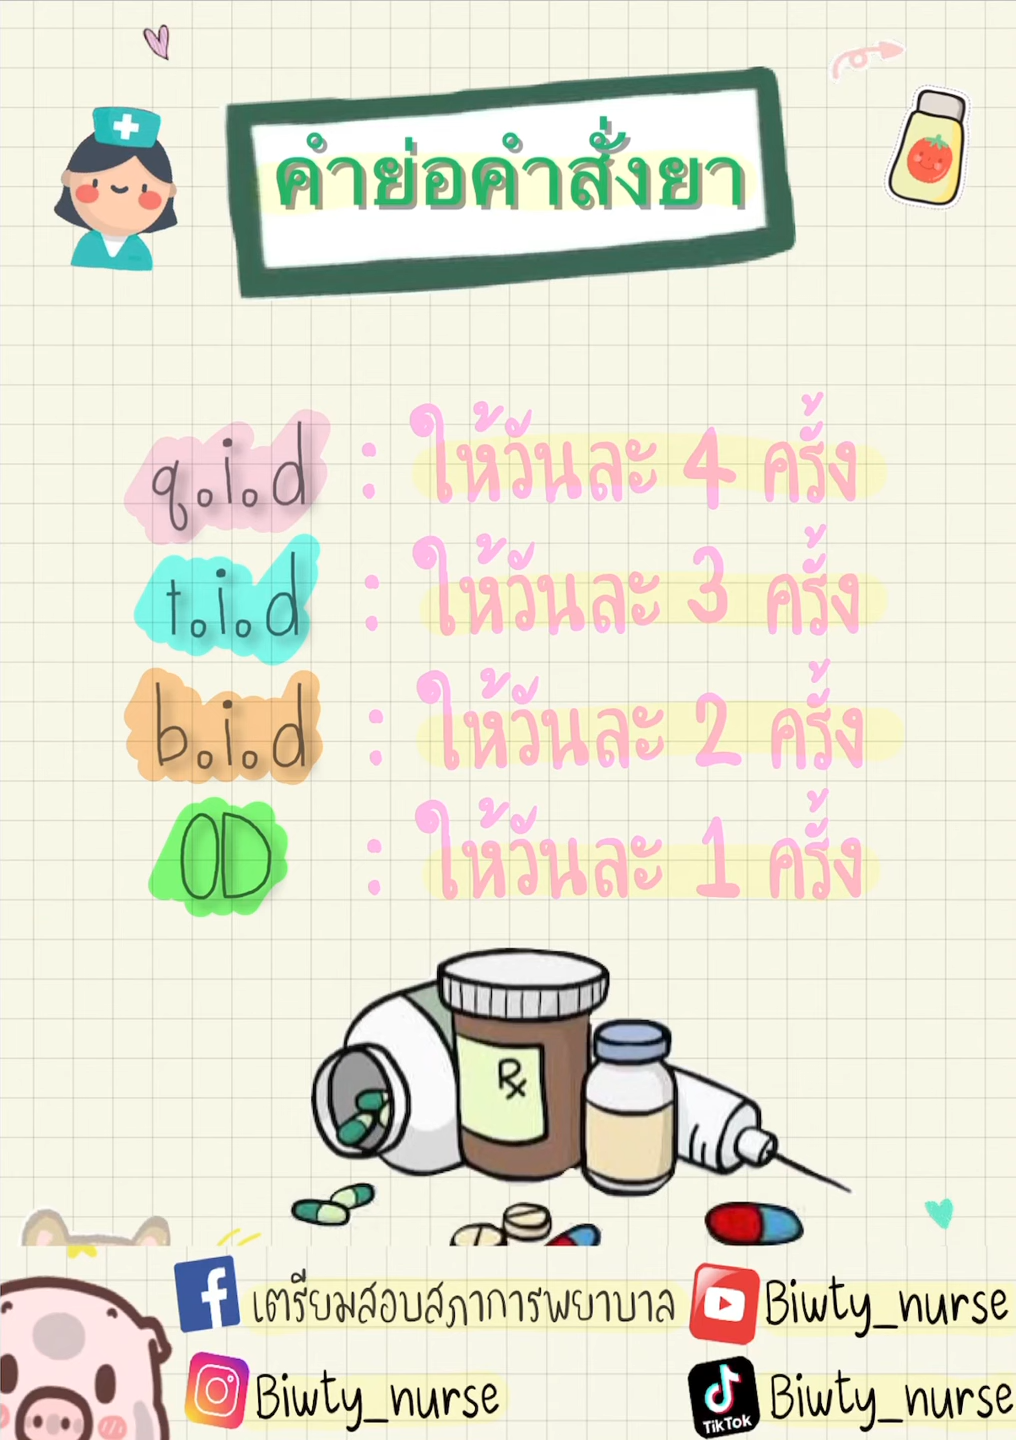 คำย่อคำสั่งยา
q.i.d : ให้วันละ 4 ครั้ง
t.i.d : ให้วันละ 3 ครั้ง
b.i.d : ให้วันละ 2 ครั้ง
OD : ให้วันละ 1 ครั้ง
Rx
เตรียมสอบสภาการพยาบาล Biwty_nurse
Biwty_nurse TikTok Biwty_nurse